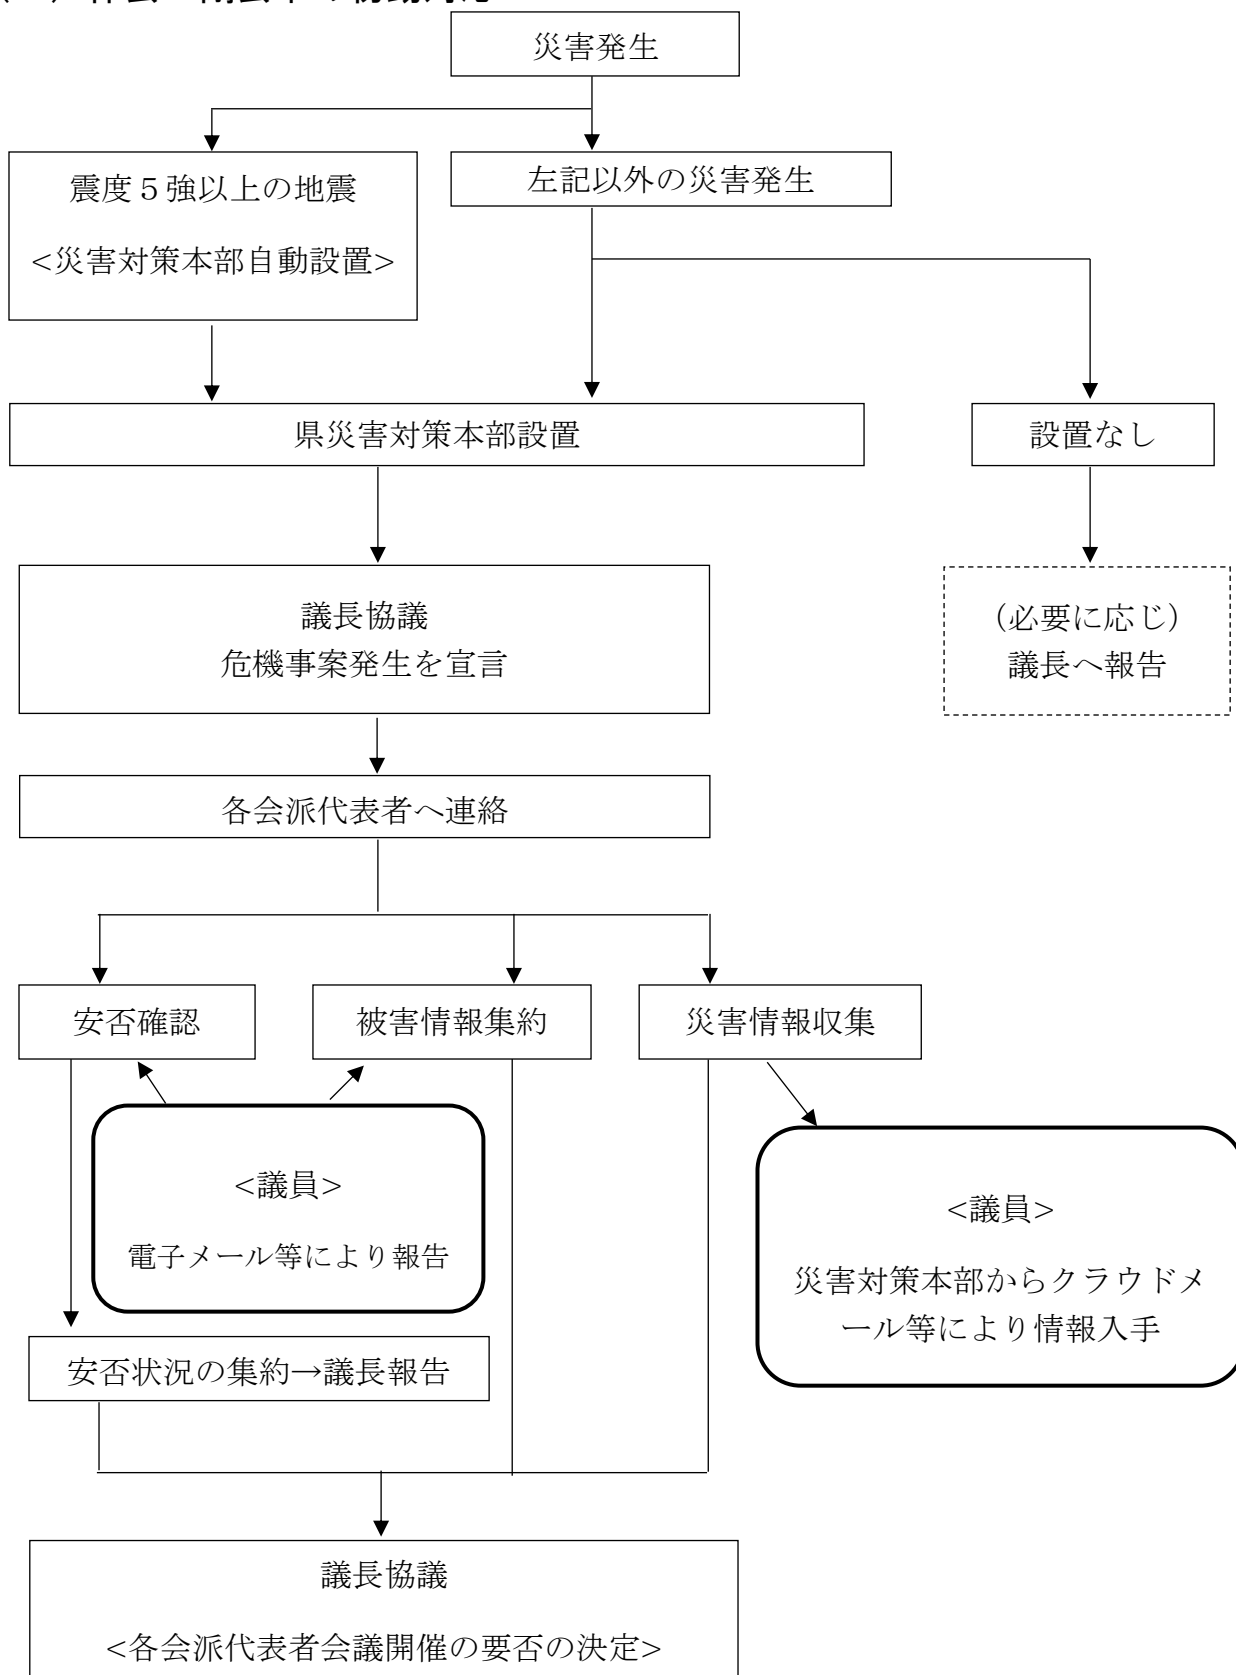 災害発生
震度５強以上の地震
<災害対策本部自動設置>
左記以外の災害発生
県災害対策本部設置
設置なし
議長協議
危機事案発生を宣言
（必要に応じ）
議長へ報告
各会派代表者へ連絡
安否確認
被害情報集約
災害情報収集
<議員>
電子メール等により報告
<議員>
災害対策本部からクラウドメ
ール等により情報入手
安否状況の集約→議長報告
議長協議
<各会派代表者会議開催の要否の決定>